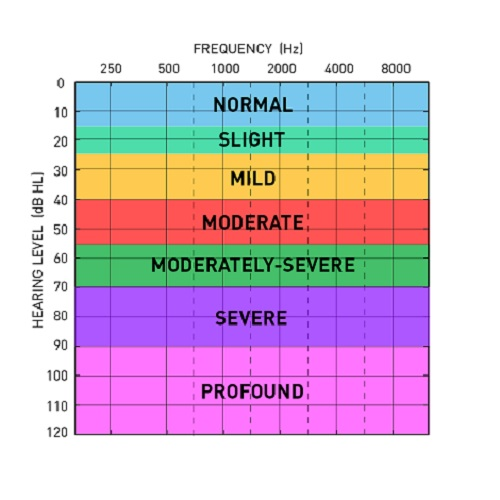 FREQUENCY (Hz)
250 500 1000 2000 4000 8000
HEARING LEVEL (dB HL)
0
10
20
30
40
50
60
70
80
90
100
110
120
NORMAL
SLIGHT
MILD
MODERATE
MODERATELY-SEVERE
SEVERE
PROFOUND